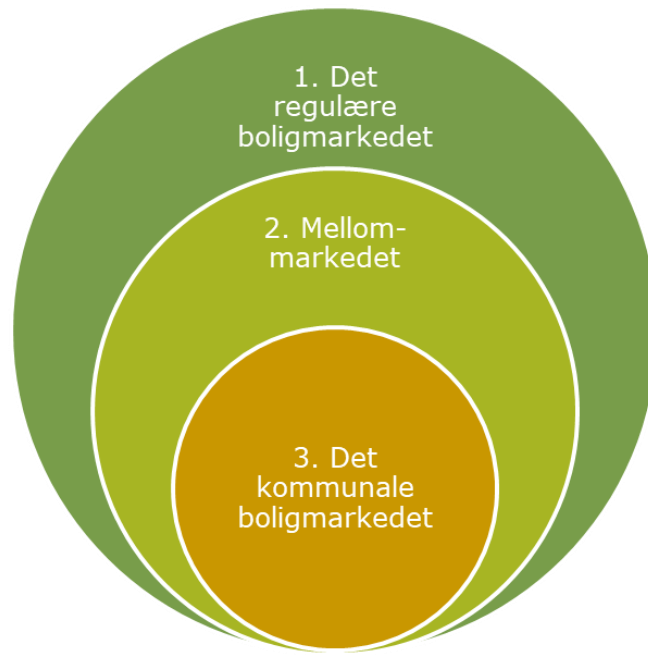 1. Det
regulære
boligmarkedet
2. Mellom-
markedet
3. Det
kommunale
boligmarkedet